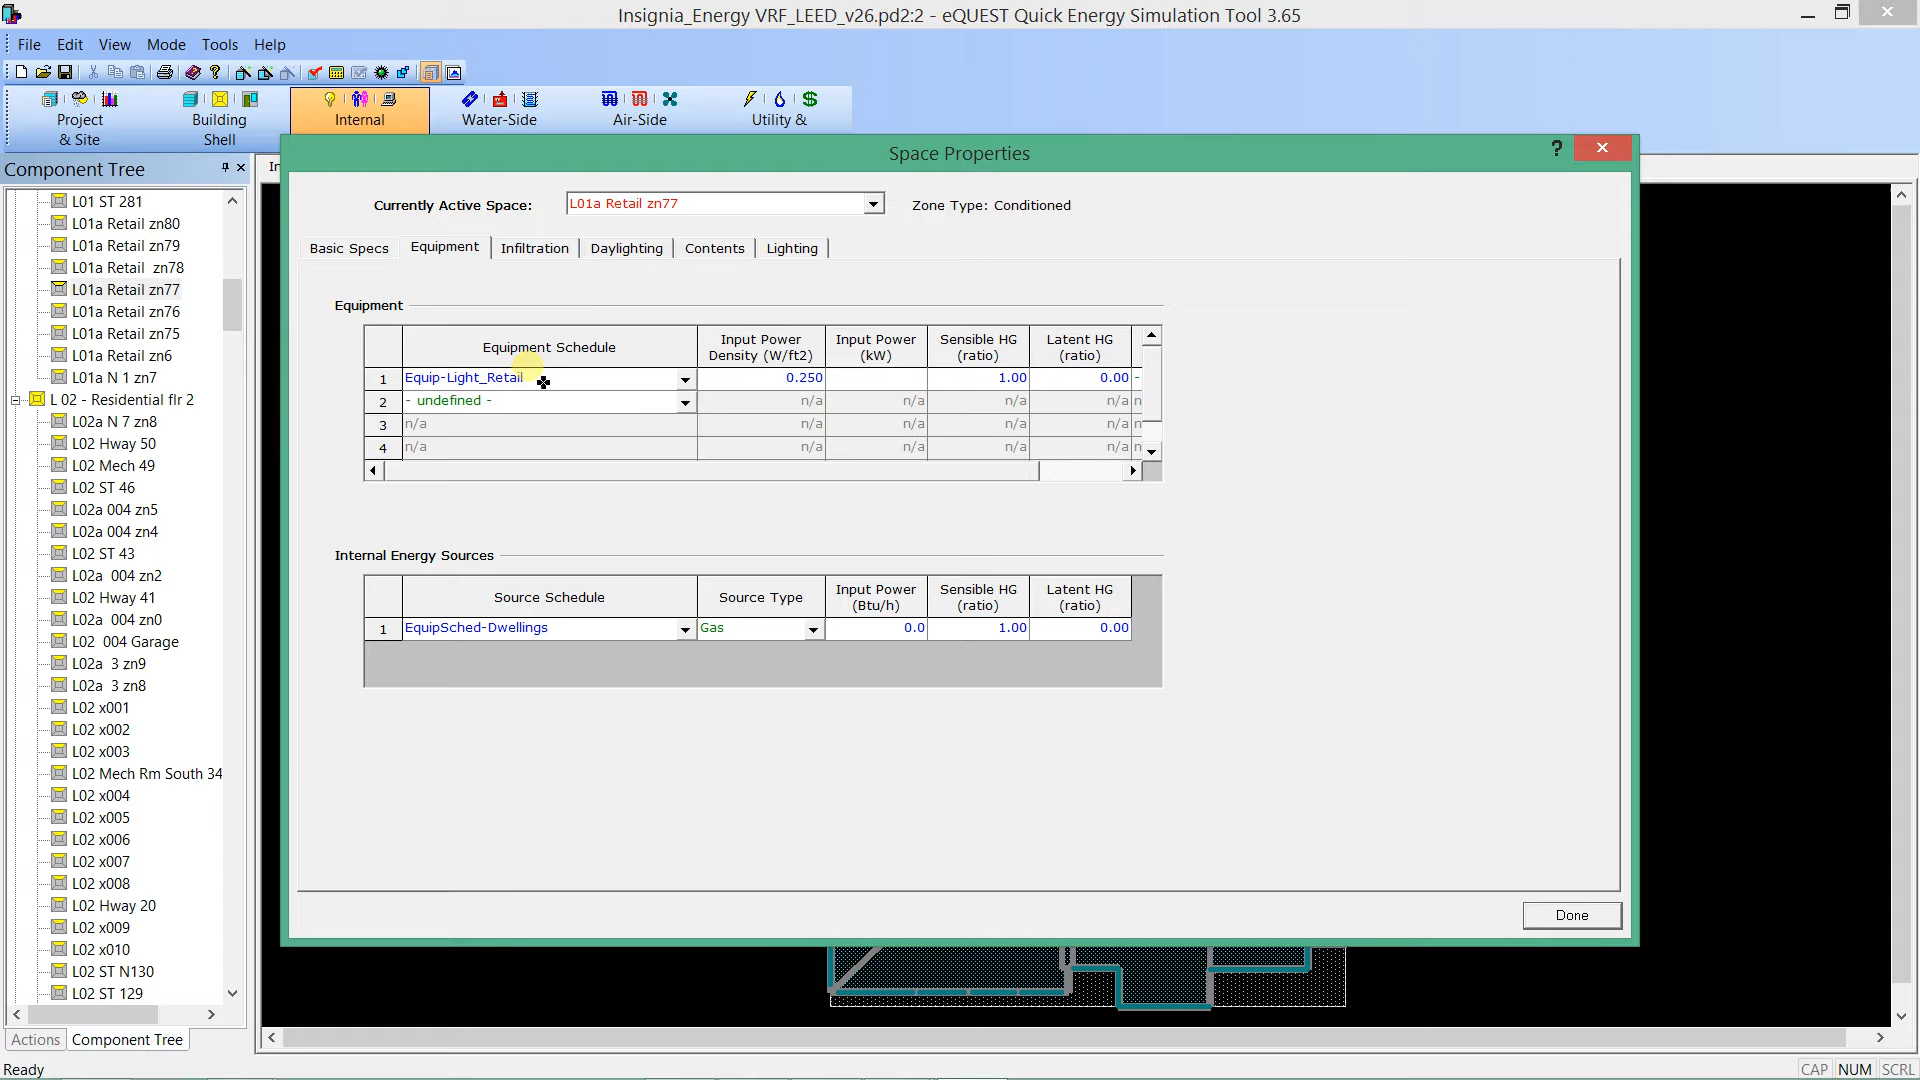 Insignia_Energy VRF_LEED_v26.pd2:2 - eQUEST Quick Energy Simulation Tool 3.65
File Edit View Mode Tools Help
Project & Site
Building Shell
Internal
Water-Side
Air-Side
Utility &
Component Tree
L01 ST 281
L01a Retail zn80
L01a Retail zn79
L01a Retail  zn78
L01a Retail zn77
L01a Retail zn76
L01a Retail zn75
L01a Retail zn6
L01a N 1 zn7
L 02 - Residential flr 2
L02a N 7 zn8
L02 Hway 50
L02 Mech 49
L02 ST 46
L02a 004 zn5
L02a 004 zn4
L02 ST 43
L02a  004 zn2
L02 Hway 41
L02a  004 zn0
L02  004 Garage
L02a  3 zn9
L02a  3 zn8
L02 x001
L02 x002
L02 x003
L02 Mech Rm South 34
L02 x004
L02 x005
L02 x006
L02 x007
L02 x008
L02 Hway 20
L02 x009
L02 x010
L02 ST N130
L02 ST 129
Actions Component Tree
Space Properties
Currently Active Space: L01a Retail zn77 Zone Type: Conditioned
Basic Specs Equipment Infiltration Daylighting Contents Lighting
Equipment
Equipment Schedule Input Power Density (W/ft2) Input Power (kW) Sensible HG (ratio) Latent HG (ratio)
1 Equip-Light_Retail 0.250 1.00 0.00 -
2 - undefined - n/a n/a n/a n/a n
3 n/a n/a n/a n/a n/a n
4 n/a n/a n/a n/a n/a n
Internal Energy Sources
Source Schedule Source Type Input Power (Btu/h) Sensible HG (ratio) Latent HG (ratio)
1 EquipSched-Dwellings Gas 0.0 1.00 0.00
Done
Ready CAP NUM SCRL